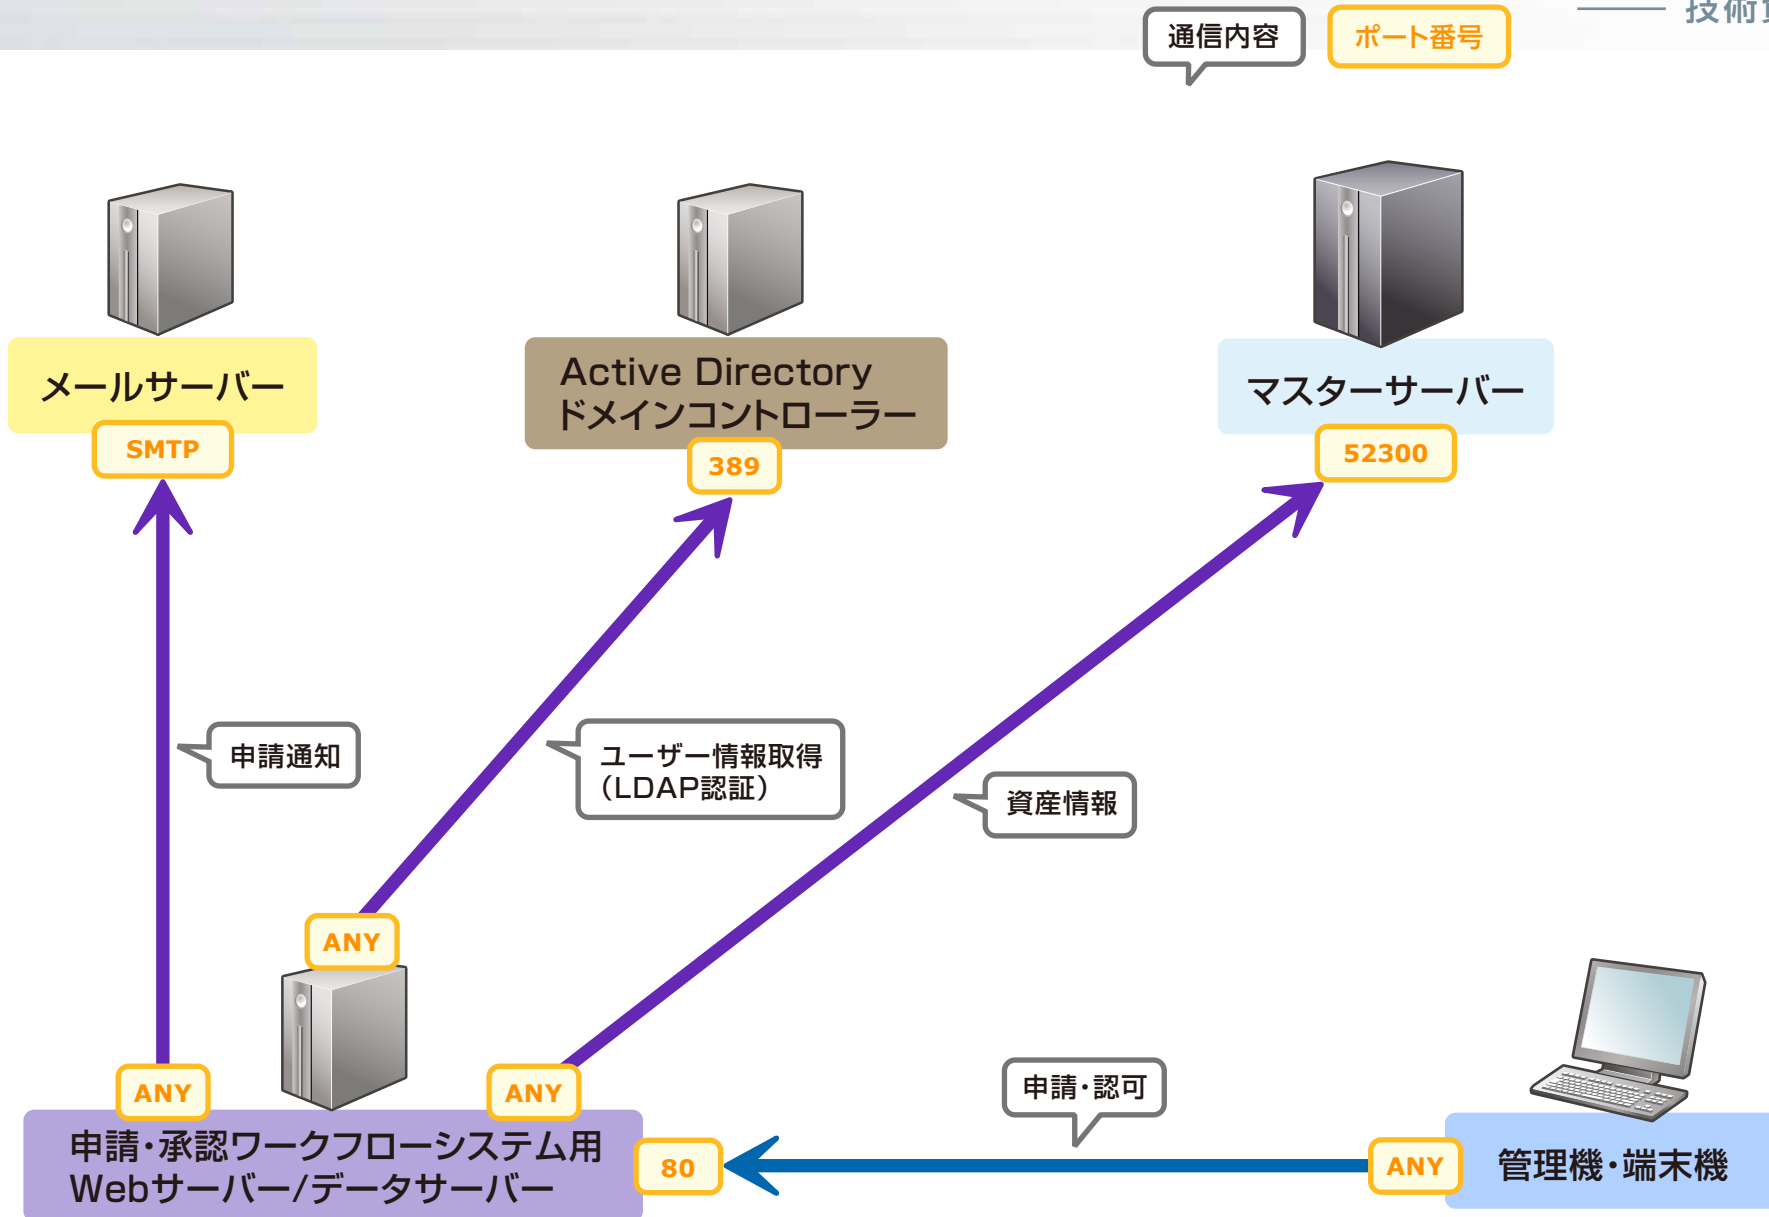 技術
通信内容
ポート番号
メールサーバー
SMTP
Active Directory
ドメインコントローラー
389
マスターサーバー
52300
申請通知
ユーザー情報取得
(LDAP認証)
資産情報
ANY
ANY
ANY
申請・認可
申請・承認ワークフローシステム用
Webサーバー/データサーバー
80
ANY
管理機・端末機